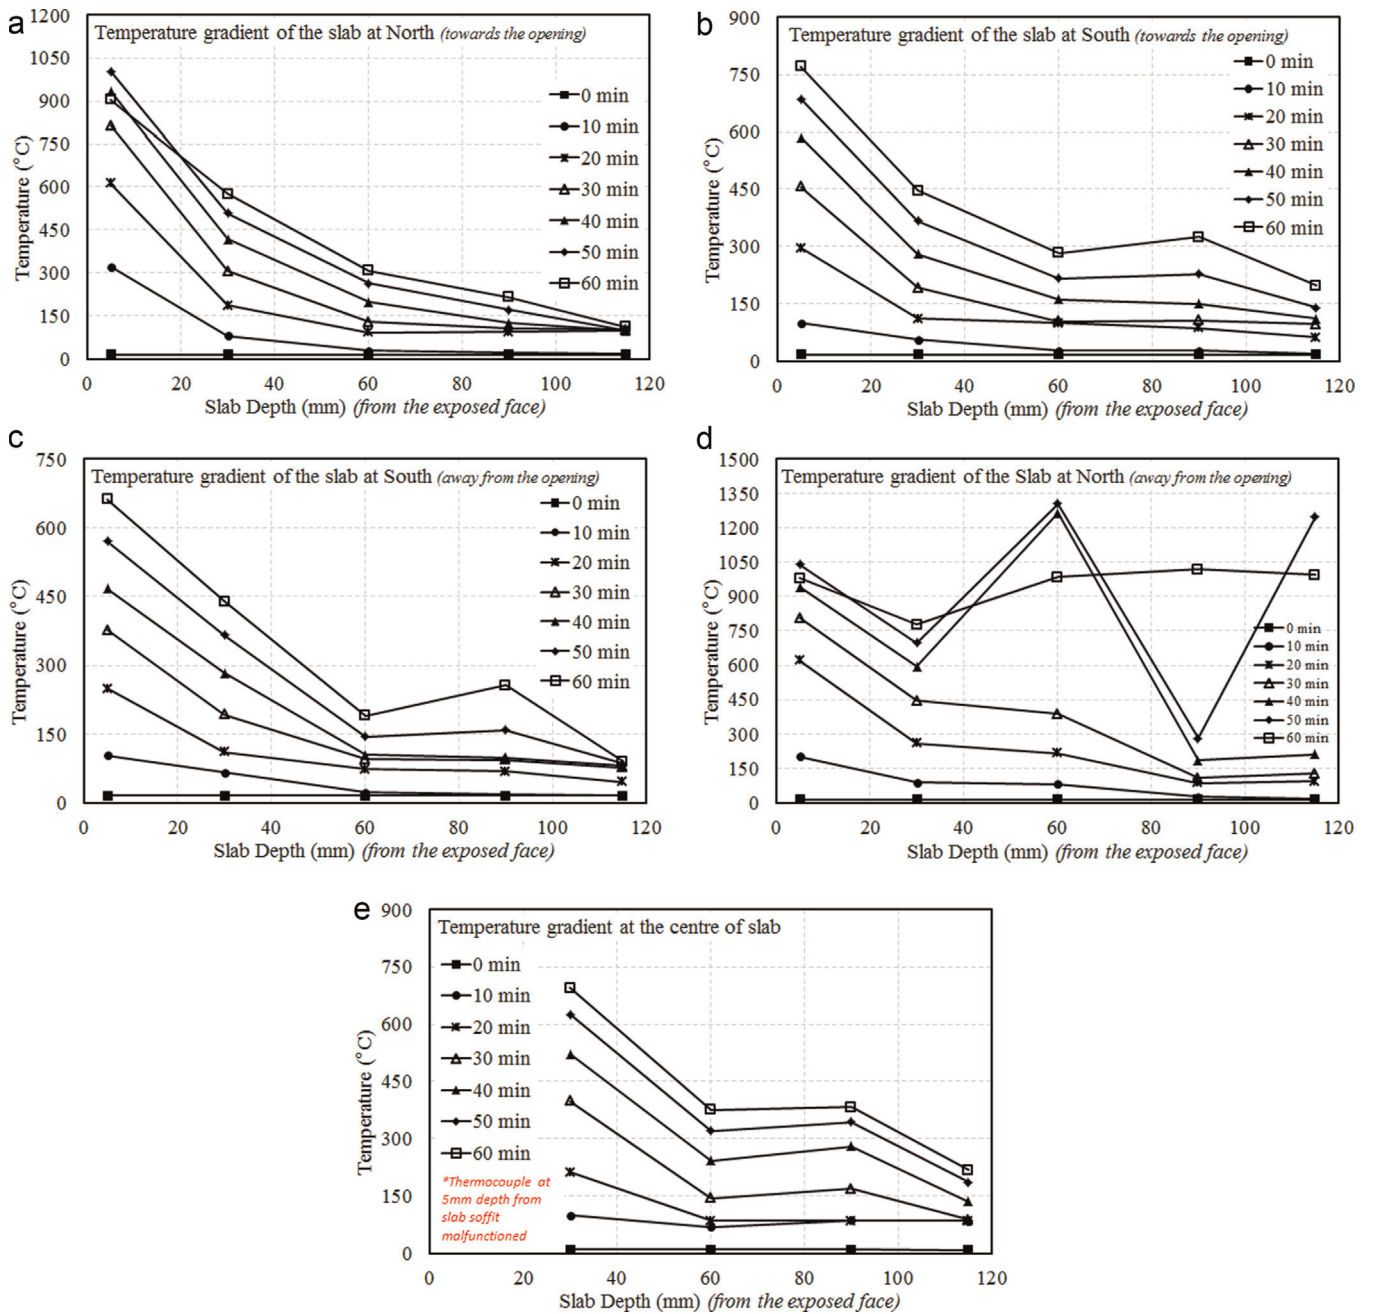 a
Temperature gradient of the slab at North (towards the opening)
1200
1050
900
750
600
450
300
150
0
Temperature (°C)
0 min
10 min
20 min
30 min
40 min
50 min
60 min
0 20 40 60 80 100 120
Slab Depth (mm) (from the exposed face)
b
Temperature gradient of the slab at South (towards the opening)
900
750
600
450
300
150
0
Temperature (°C)
0 min
10 min
20 min
30 min
40 min
50 min
60 min
0 20 40 60 80 100 120
Slab Depth (mm) (from the exposed face)
c
Temperature gradient of the slab at South (away from the opening)
750
600
450
300
150
0
Temperature (°C)
0 min
10 min
20 min
30 min
40 min
50 min
60 min
0 20 40 60 80 100 120
Slab Depth (mm) (from the exposed face)
d
Temperature gradient of the Slab at North (away from the opening)
1500
1350
1200
1050
900
750
600
450
300
150
0
Temperature (°C)
0 min
10 min
20 min
30 min
40 min
50 min
60 min
0 20 40 60 80 100 120
Slab Depth (mm) (from the exposed face)
e
Temperature gradient at the centre of slab
900
750
600
450
300
150
0
Temperature (°C)
0 min
10 min
20 min
30 min
40 min
50 min
60 min
*Thermocouple at
5mm depth from
slab soffit
malfunctioned
0 20 40 60 80 100 120
Slab Depth (mm) (from the exposed face)